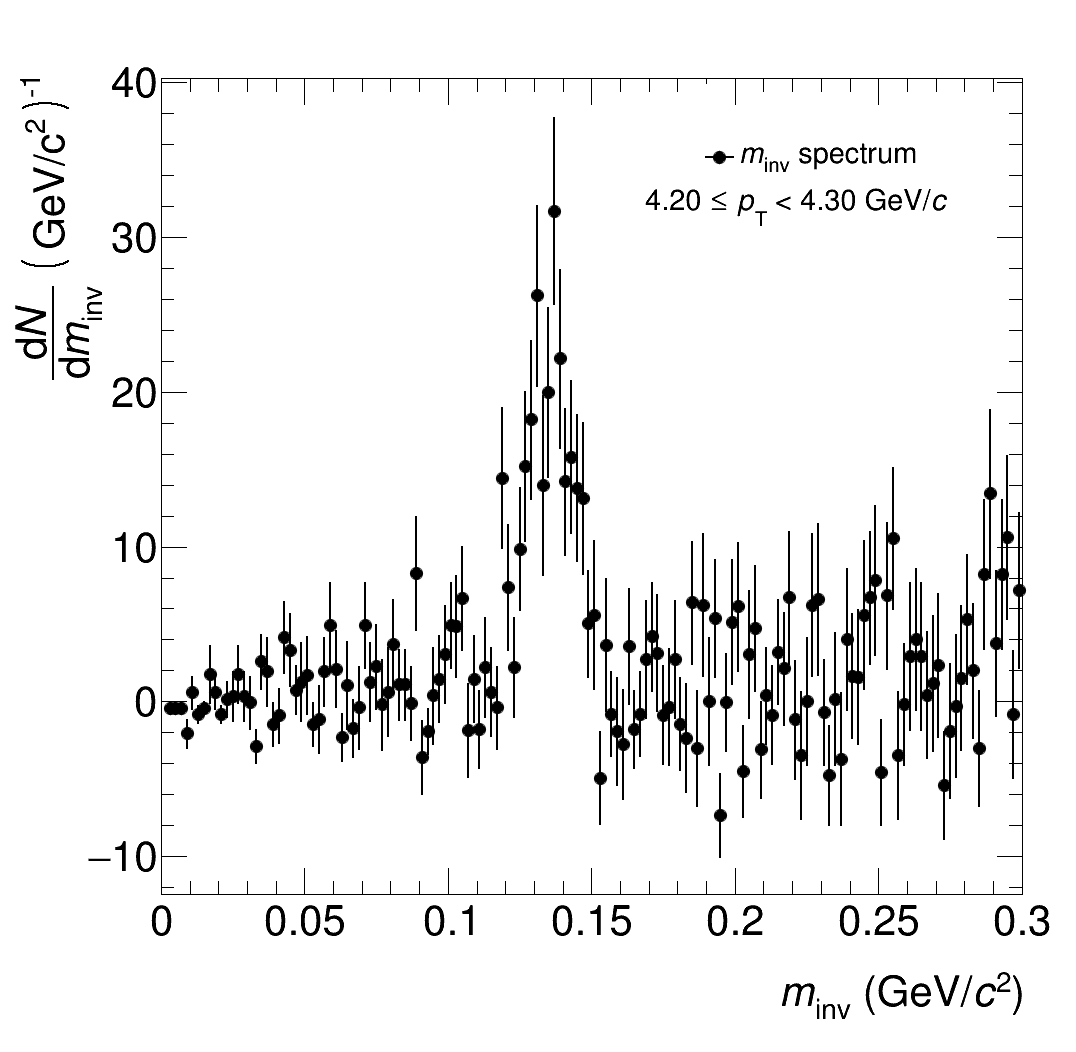 dN/dm_inv (GeV/c²)⁻¹
40
30
20
10
0
−10
m_inv spectrum
4.20 ≤ p_T < 4.30 GeV/c
0 0.05 0.1 0.15 0.2 0.25 0.3
m_inv (GeV/c²)